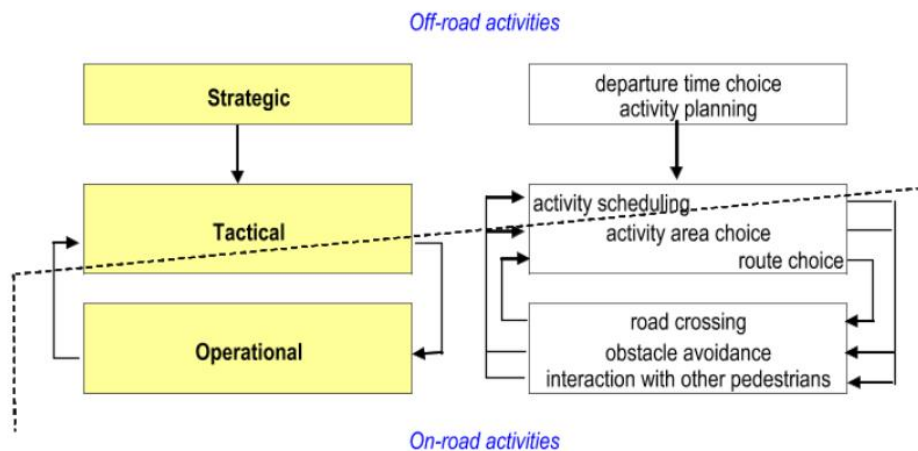 Off-road activities
Strategic
departure time choice
activity planning
Tactical
activity scheduling
activity area choice
route choice
Operational
road crossing
obstacle avoidance
interaction with other pedestrians
On-road activities